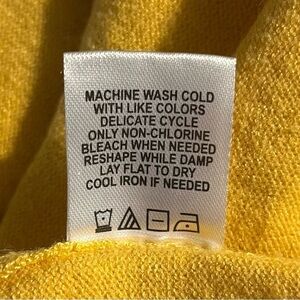 MACHINE WASH COLD
WITH LIKE COLORS
DELICATE CYCLE
ONLY NON-CHLORINE
BLEACH WHEN NEEDED
RESHAPE WHILE DAMP
LAY FLAT TO DRY
COOL IRON IF NEEDED